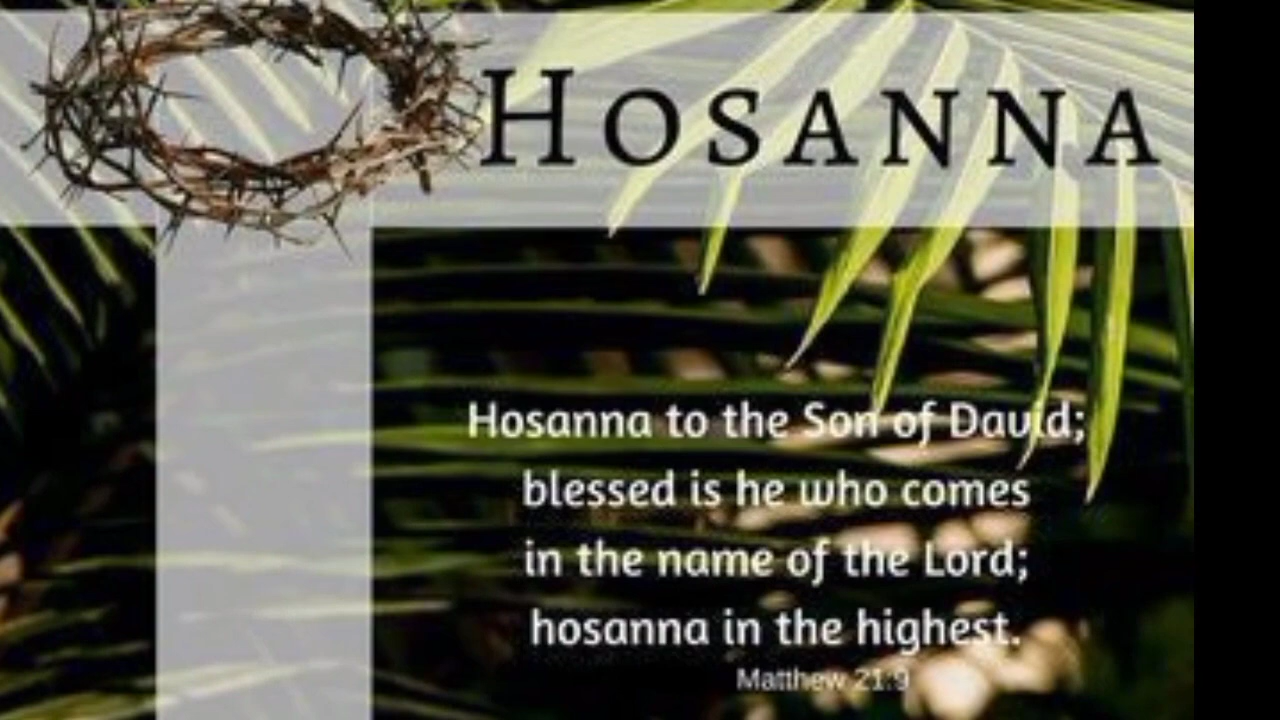 HOSANNA
Hosanna to the Son of David;
blessed is he who comes
in the name of the Lord;
hosanna in the highest.
Matthew 21:9